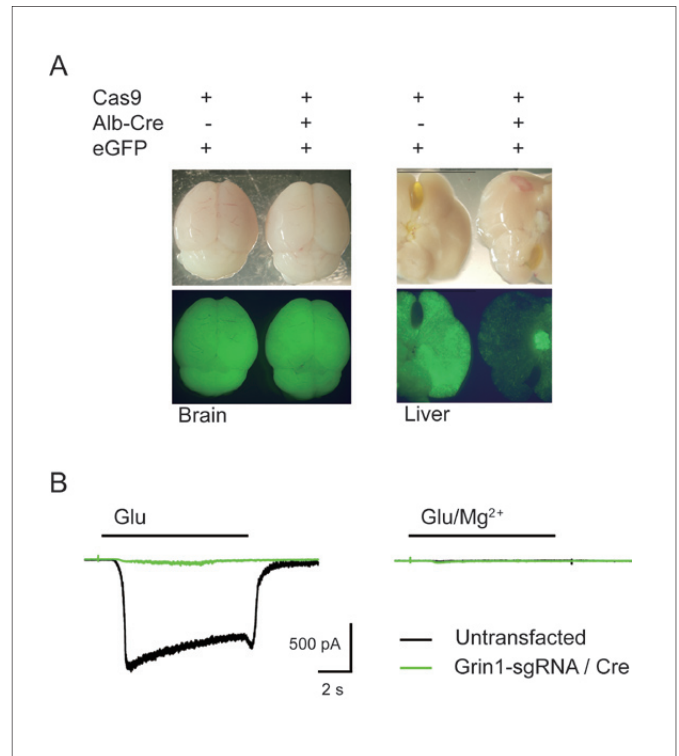 A
Cas9 + + + +
Alb-Cre - + - +
eGFP + + + +
Brain Liver
B
Glu Glu/Mg²⁺
500 pA
2 s
Untransfacted
Grin1-sgRNA / Cre